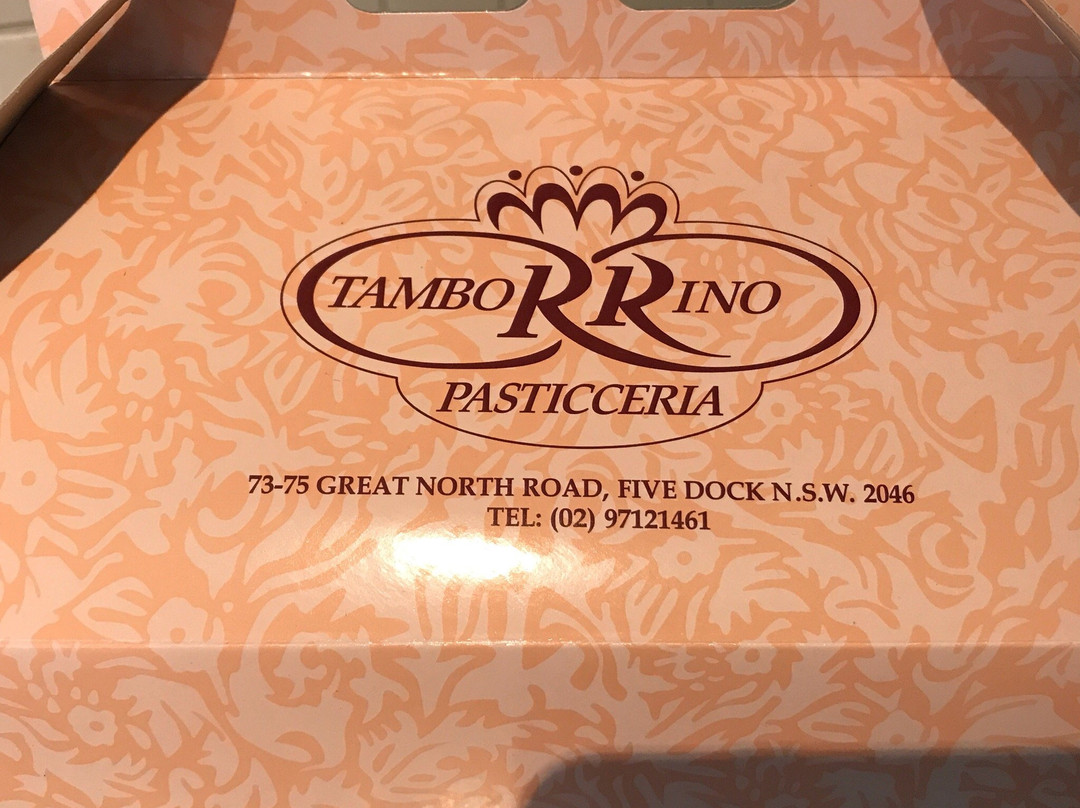 TAMBORRINO
PASTICCERIA
73-75 GREAT NORTH ROAD, FIVE DOCK N.S.W. 2046
TEL: (02) 97121461